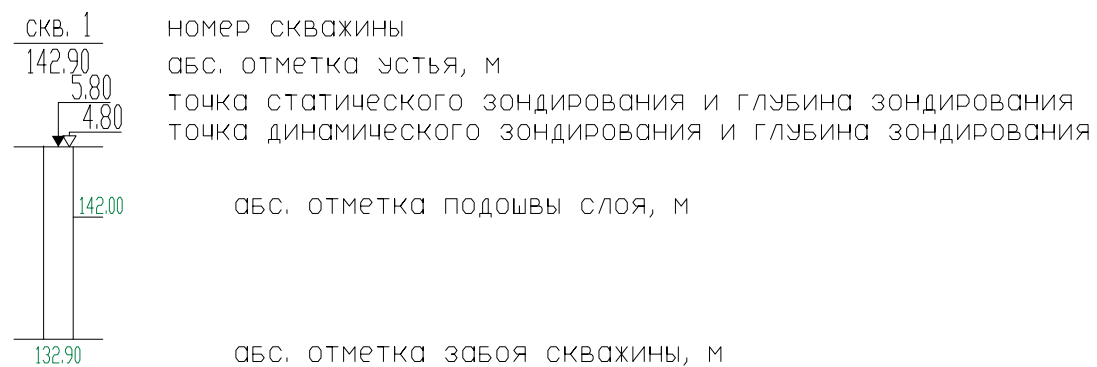 скв. 1 номер скважины
142.90 абс. отметка устья, м
5.80 точка статического зондирования и глубина зондирования
4.80 точка динамического зондирования и глубина зондирования
142.00 абс. отметка подошвы слоя, м
132.90 абс. отметка забоя скважины, м